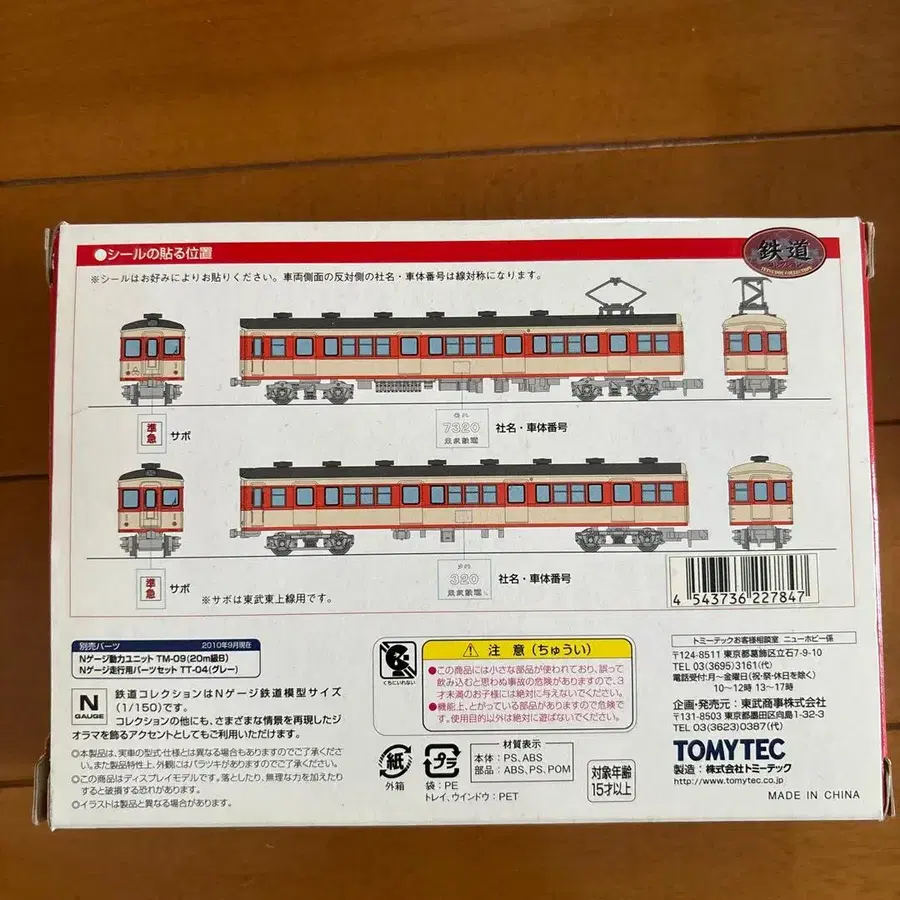 ●シールの貼る位置
鉄道
※シールはお好みによりお貼りください。車両側面の反対側の社名・車体番号は線対称になります。
準急 サボ
7320
社名・車体番号
準急 サボ
※サボは東武東上線用です。
320
社名・車体番号
4 543736 227847
別売パーツ 2010年9月現在
Nゲージ動力ユニット TM-09(20m級B)
Nゲージ走行用パーツセット TT-04(グレー)
N GAUGE
鉄道コレクションはNゲージ鉄道模型サイズ
(1/150)です。
コレクションの他にも、さまざまな情景を再現したジ
オラマを飾るアクセントとしてもご利用いただけます。
○本製品は、実車の型式・仕様とは異なる場合もありますのでご了承くださ
い。また製品特性上、外観にはバラツキがありますのでご了承ください。
○この商品はディスプレイモデルです。落としたり、無理な力を加えたり
すると破損する恐れがあります。
○イラストは製品と異なる場合があります。
くちにいれない
注意(ちゅうい)
●この商品には小さな部品が使われており、誤って
飲み込むと思わぬ事故の危険がありますので、3
才未満のお子様には絶対に与えないでください。
●機能上、とがっている部品がありますので危険で
す。使用目的以外は絶対に遊ばないでください。
紙
外箱
プラ
袋:PE
トレイ、ウインドウ:PET
材質表示
本体:PS、ABS
部品:ABS、PS、POM
対象年齢
15才以上
トミーテックお客様相談室 ニューホビー係
〒124-8511 東京都葛飾区立石7-9-10
TEL 03(3695)3161(代)
電話受付:月〜金曜日(祝・祭・休日を除く)
10〜12時 13〜17時
企画・発売元:東武商事株式会社
〒131-8503 東京都墨田区向島1-32-3
TEL 03(3623)0387(代)
TOMYTEC
製造:株式会社トミーテック
http://www.tomytec.co.jp
MADE IN CHINA